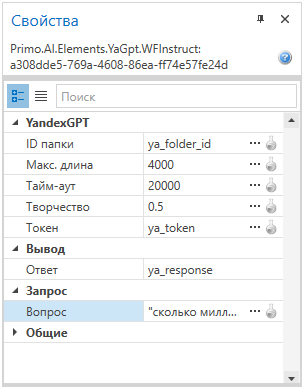 Свойства
Primo.AI.Elements.YaGpt.WFInstruct:
a308dde5-769a-4608-86ea-ff74e57fe24d
Поиск
YandexGPT
ID папки ya_folder_id ...
Макс. длина 4000 ...
Тайм-аут 20000 ...
Творчество 0.5 ...
Токен ya_token ...
Вывод
Ответ ya_response
Запрос
Вопрос "сколько милл... ...
Общие